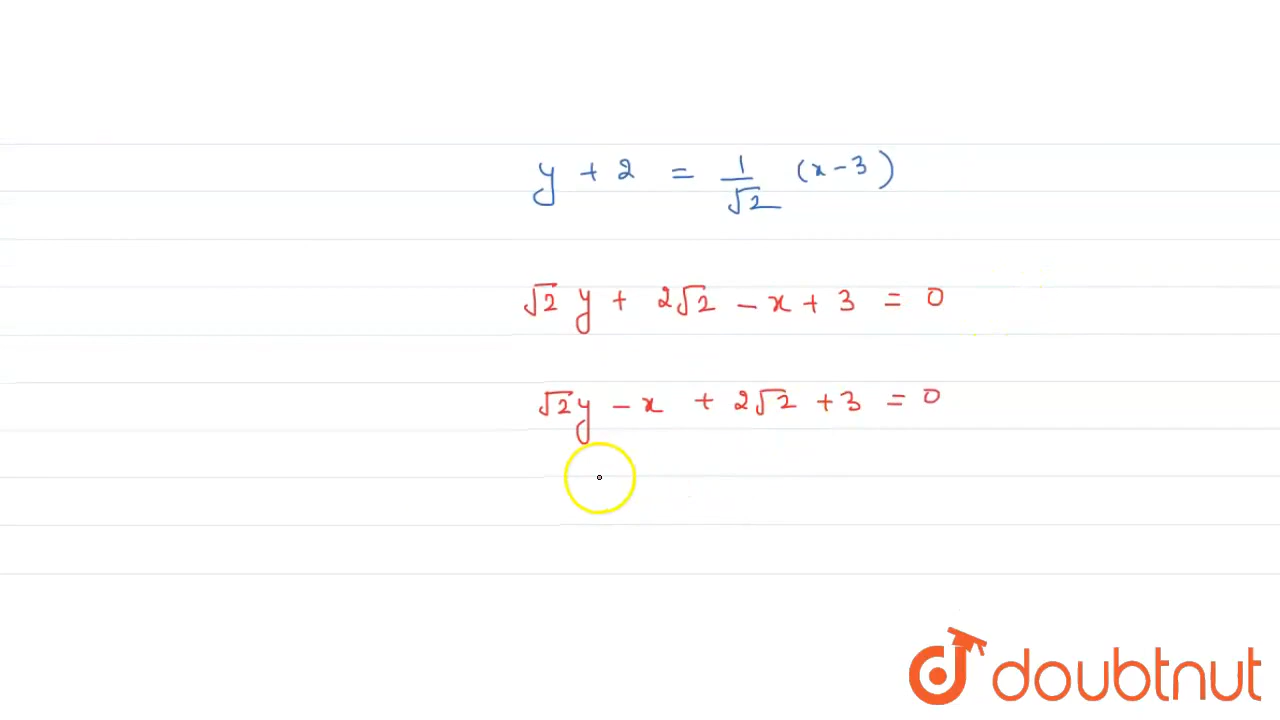 y + 2 = 1/√2 (x - 3)
√2 y + 2√2 - x + 3 = 0
√2y - x + 2√2 + 3 = 0
doubtnut